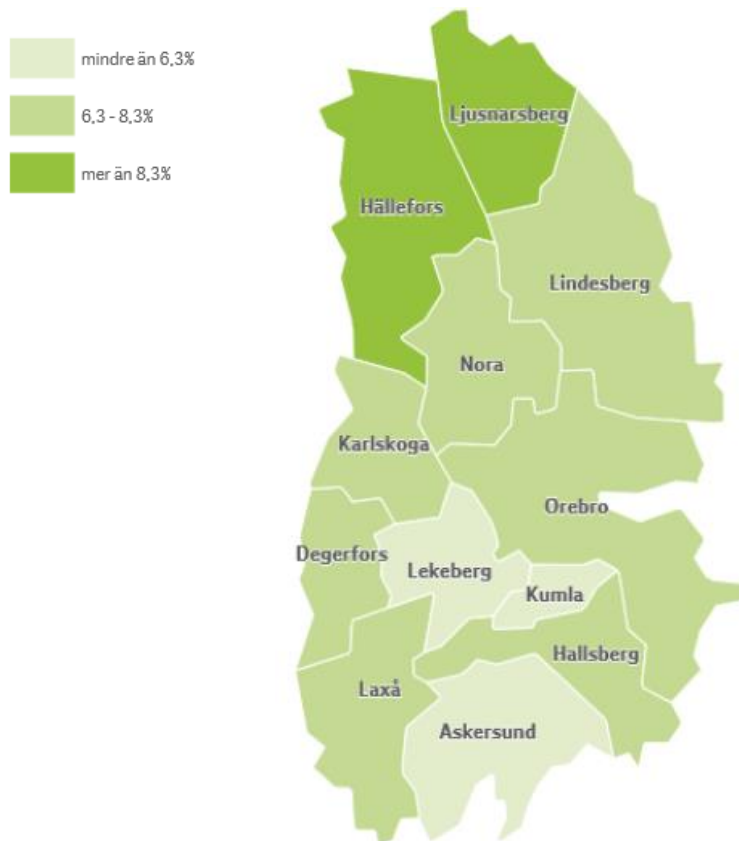 mindre än 6,3%
6,3 - 8,3%
mer än 8,3%
Ljusnarsberg
Hällefors
Lindesberg
Nora
Karlskoga
Orebro
Degerfors
Lekeberg
Kumla
Hallsberg
Laxå
Askersund